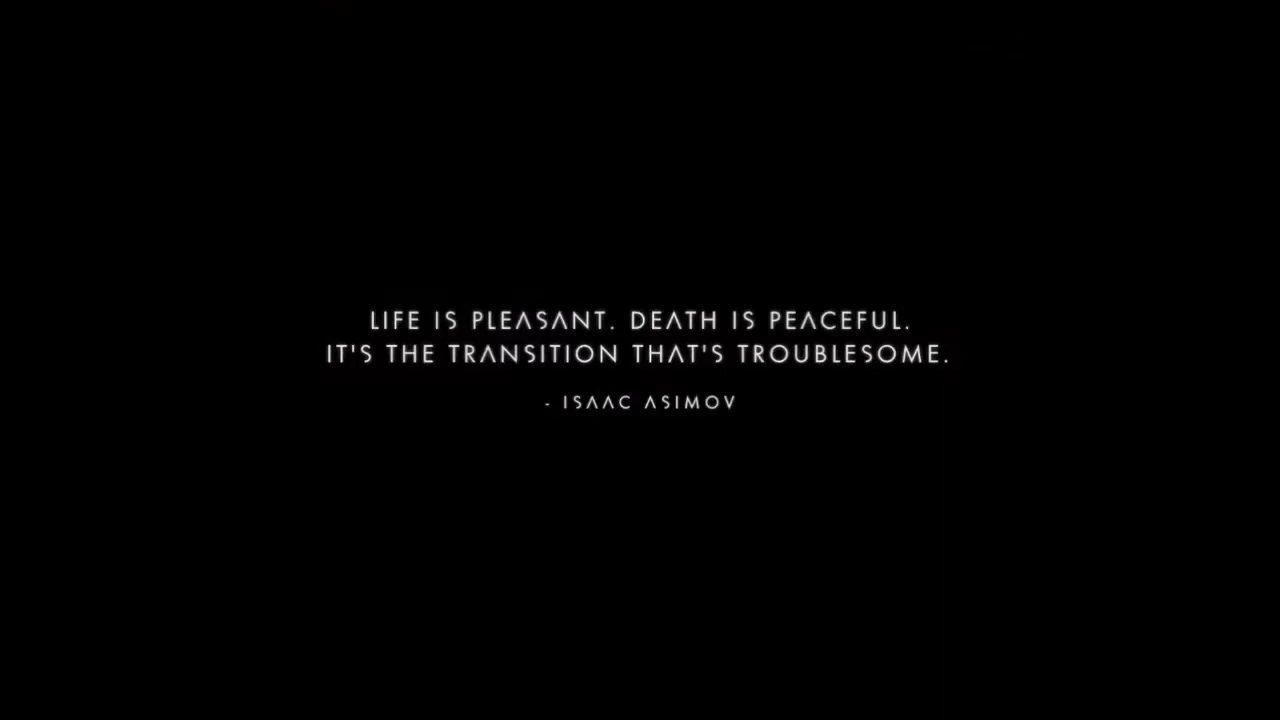 LIFE IS PLEASANT. DEATH IS PEACEFUL.
IT'S THE TRANSITION THAT'S TROUBLESOME.
- ISAAC ASIMOV